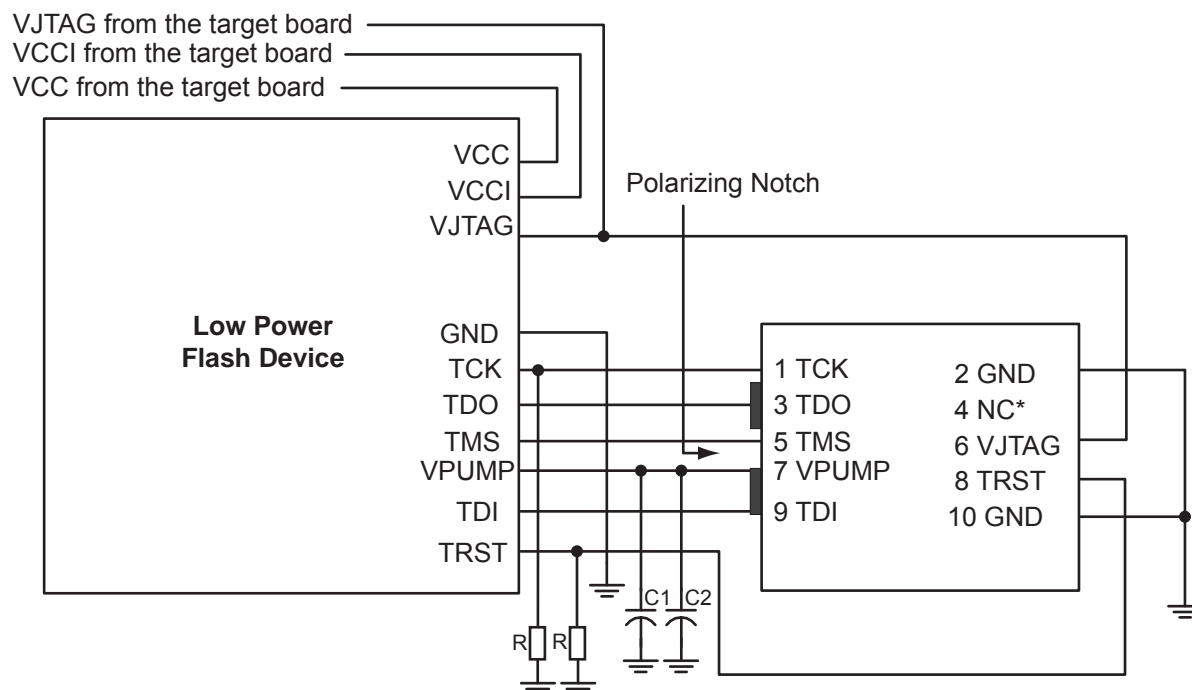 VJTAG from the target board
VCCI from the target board
VCC from the target board
VCC
VCCI
VJTAG
Polarizing Notch
Low Power
Flash Device
GND
TCK
TDO
TMS
VPUMP
TDI
TRST
1 TCK
3 TDO
5 TMS
7 VPUMP
9 TDI
2 GND
4 NC*
6 VJTAG
8 TRST
10 GND
C1
C2
R
R